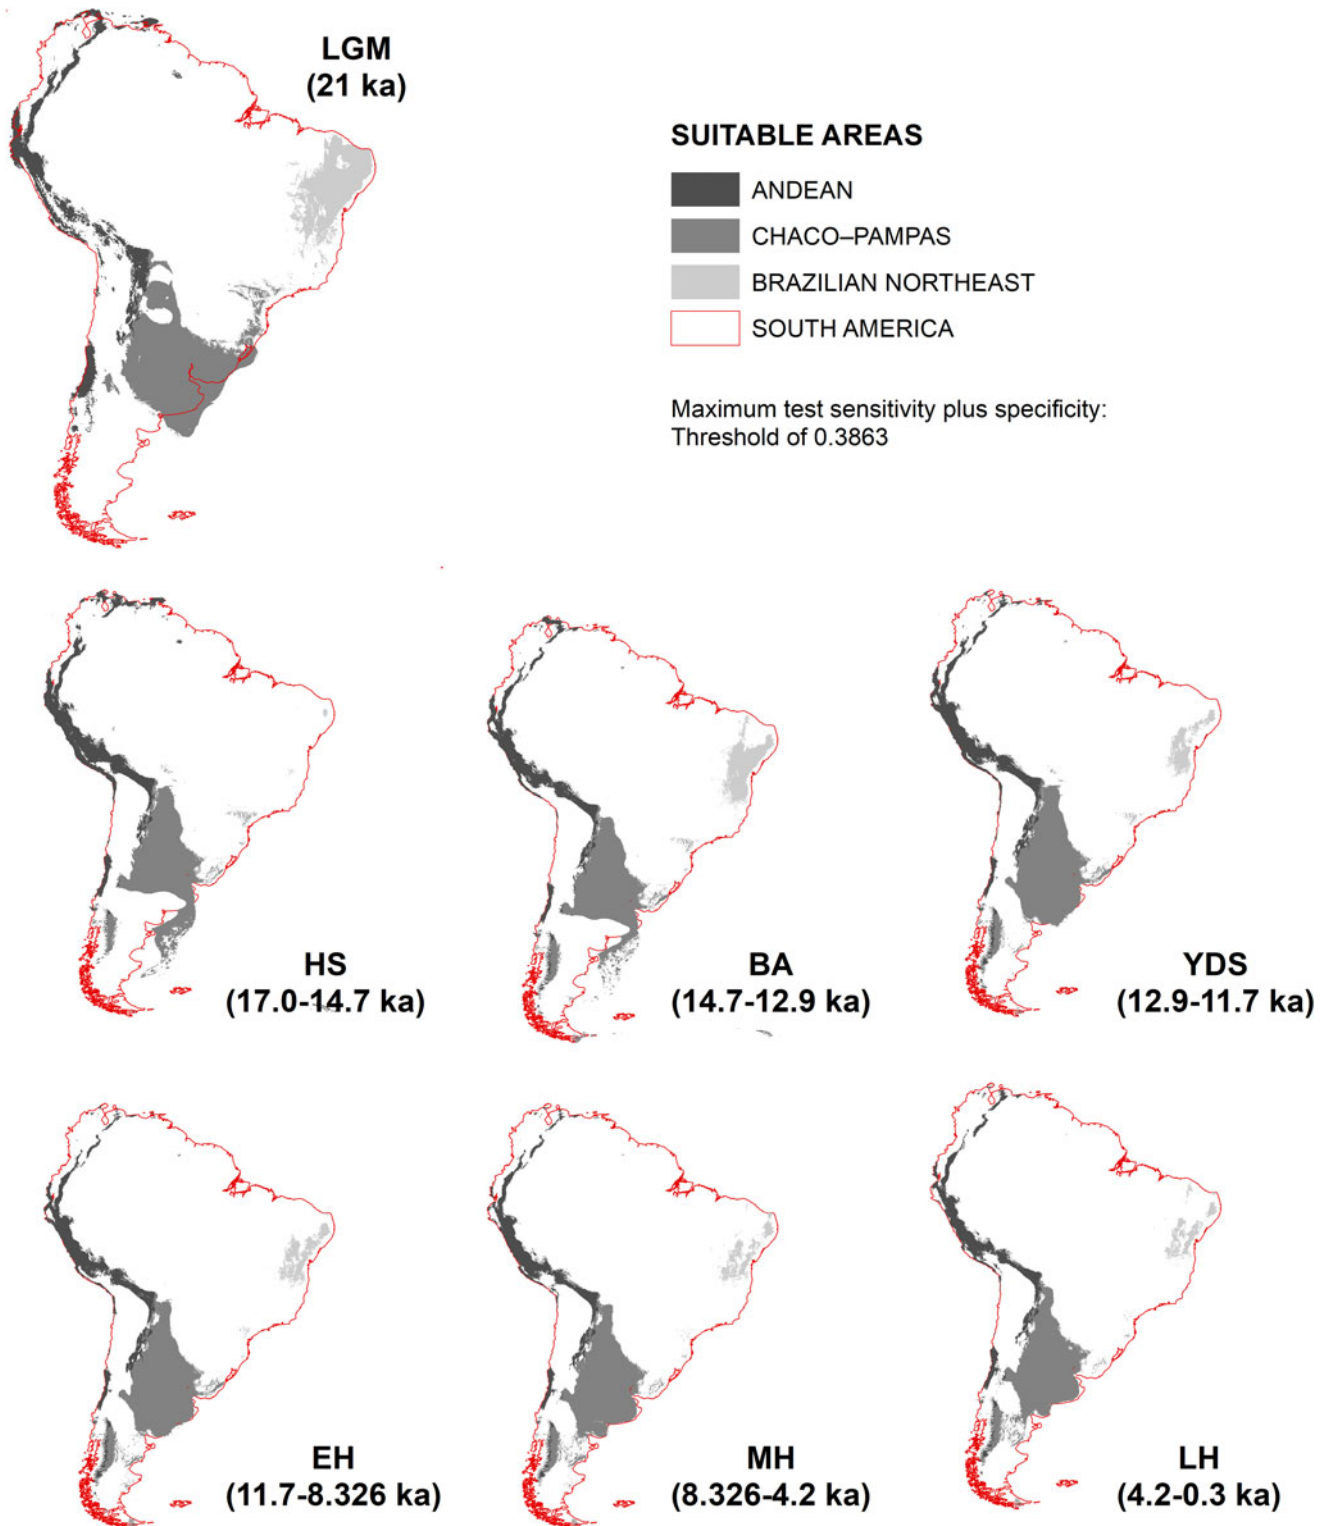 LGM
(21 ka)
SUITABLE AREAS
ANDEAN
CHACO–PAMPAS
BRAZILIAN NORTHEAST
SOUTH AMERICA
Maximum test sensitivity plus specificity:
Threshold of 0.3863
HS
(17.0-14.7 ka)
BA
(14.7-12.9 ka)
YDS
(12.9-11.7 ka)
EH
(11.7-8.326 ka)
MH
(8.326-4.2 ka)
LH
(4.2-0.3 ka)